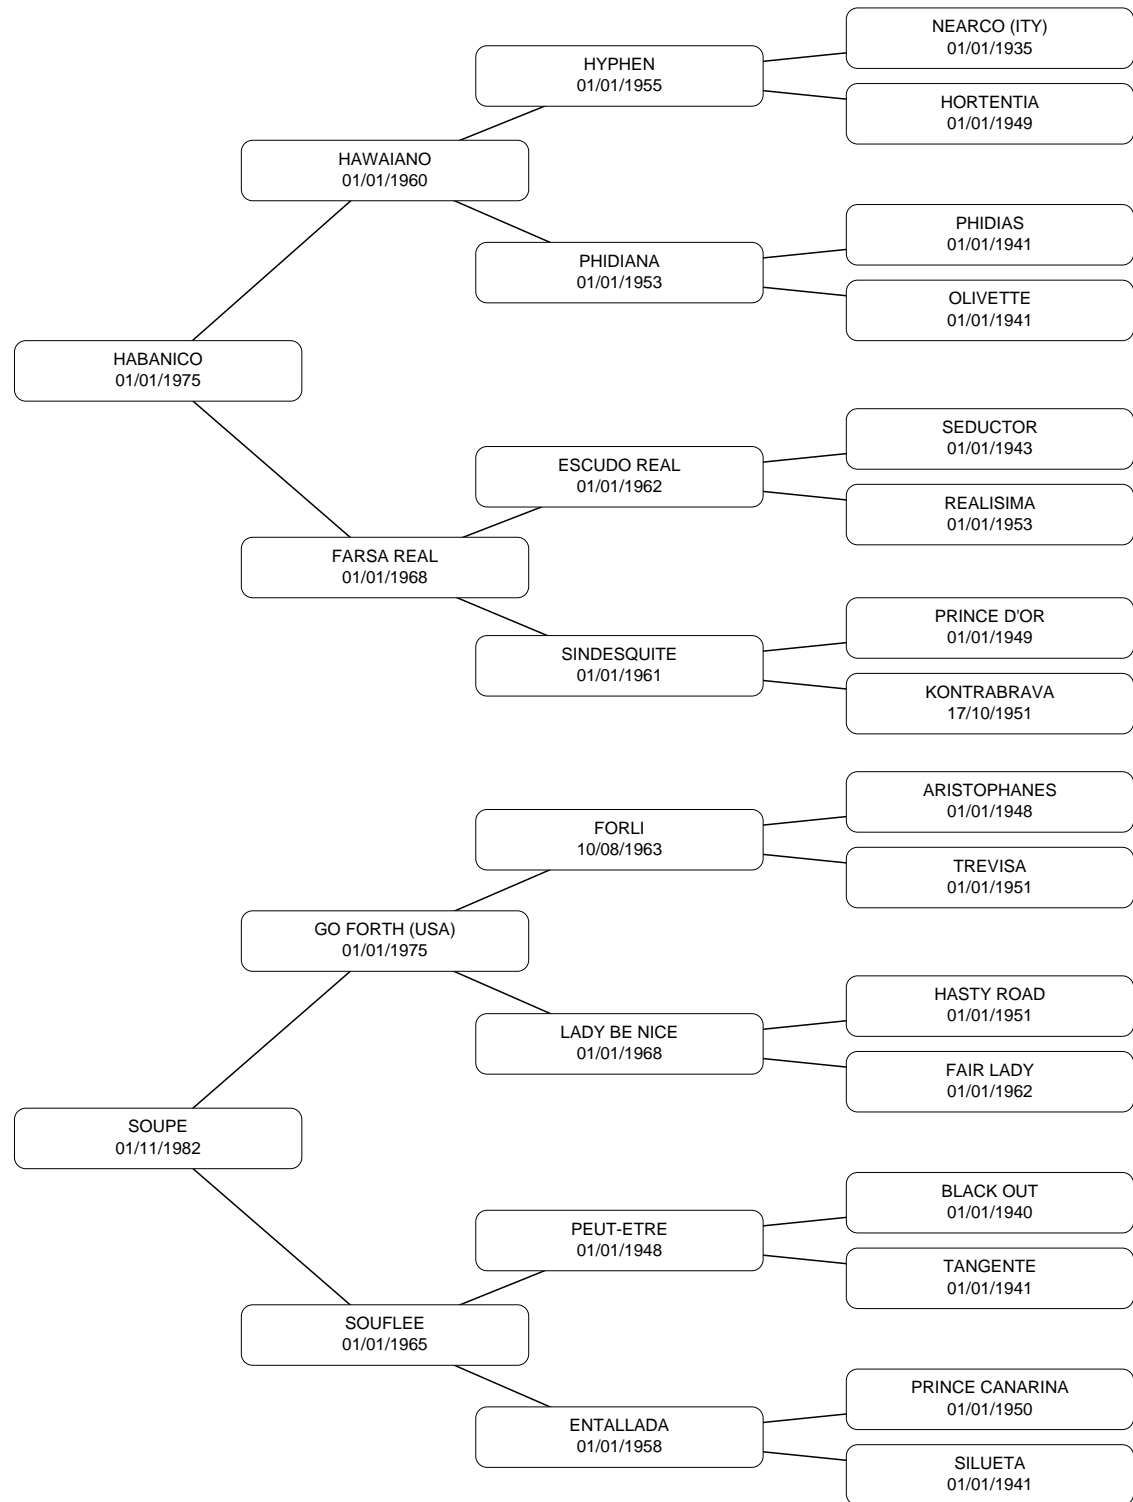 NEARCO (ITY)
01/01/1935
HYPHEN
01/01/1955
HORTENTIA
01/01/1949
HAWAIANO
01/01/1960
PHIDIAS
01/01/1941
PHIDIANA
01/01/1953
OLIVETTE
01/01/1941
HABANICO
01/01/1975
SEDUCTOR
01/01/1943
ESCUDO REAL
01/01/1962
REALISIMA
01/01/1953
FARSA REAL
01/01/1968
PRINCE D'OR
01/01/1949
SINDESQUITE
01/01/1961
KONTRABRAVA
17/10/1951
ARISTOPHANES
01/01/1948
FORLI
10/08/1963
TREVISA
01/01/1951
GO FORTH (USA)
01/01/1975
HASTY ROAD
01/01/1951
LADY BE NICE
01/01/1968
FAIR LADY
01/01/1962
SOUPE
01/11/1982
BLACK OUT
01/01/1940
PEUT-ETRE
01/01/1948
TANGENTE
01/01/1941
SOUFLEE
01/01/1965
PRINCE CANARINA
01/01/1950
ENTALLADA
01/01/1958
SILUETA
01/01/1941